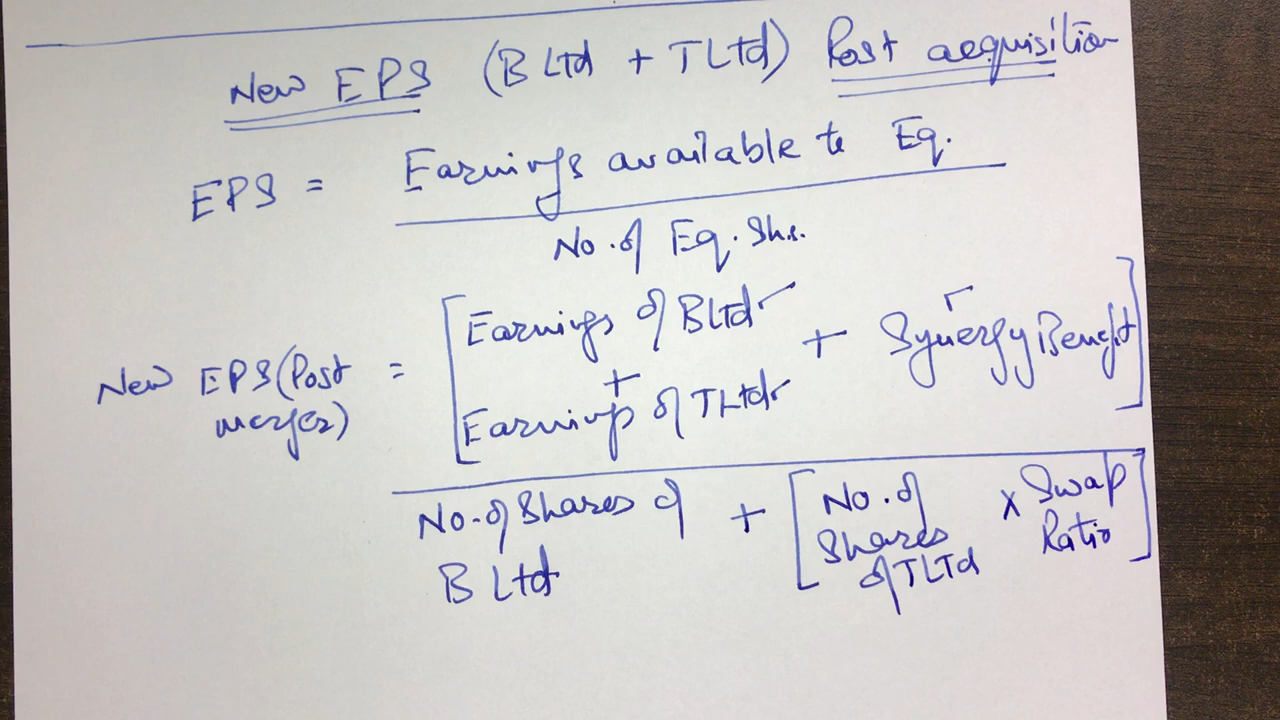 New EPS (B Ltd + T Ltd) Post acquisition
EPS = Earnings available to Eq.
No. of Eq. Shs.
New EPS (Post merger) = [Earnings of B Ltd
+
Earnings of T Ltd
+ Synergy Benefit]
No. of Shares of B Ltd + [No. of Shares of T LTd x Swap Ratio]